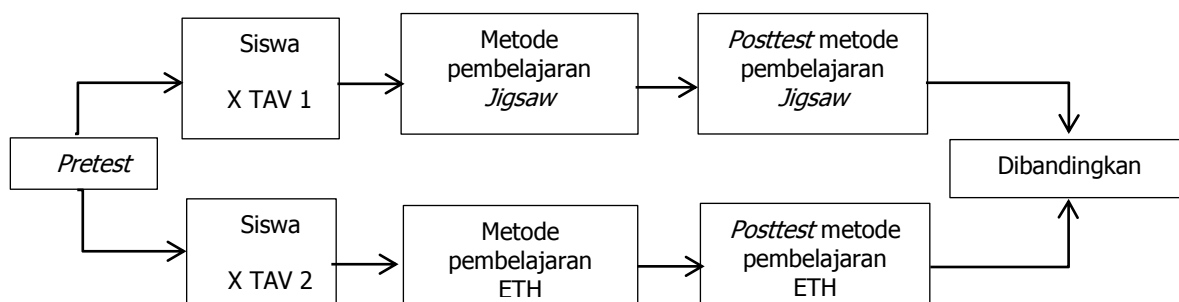 Pretest
Siswa
X TAV 1
Metode
pembelajaran
Jigsaw
Posttest metode
pembelajaran
Jigsaw
Siswa
X TAV 2
Metode
pembelajaran
ETH
Posttest metode
pembelajaran
ETH
Dibandingkan